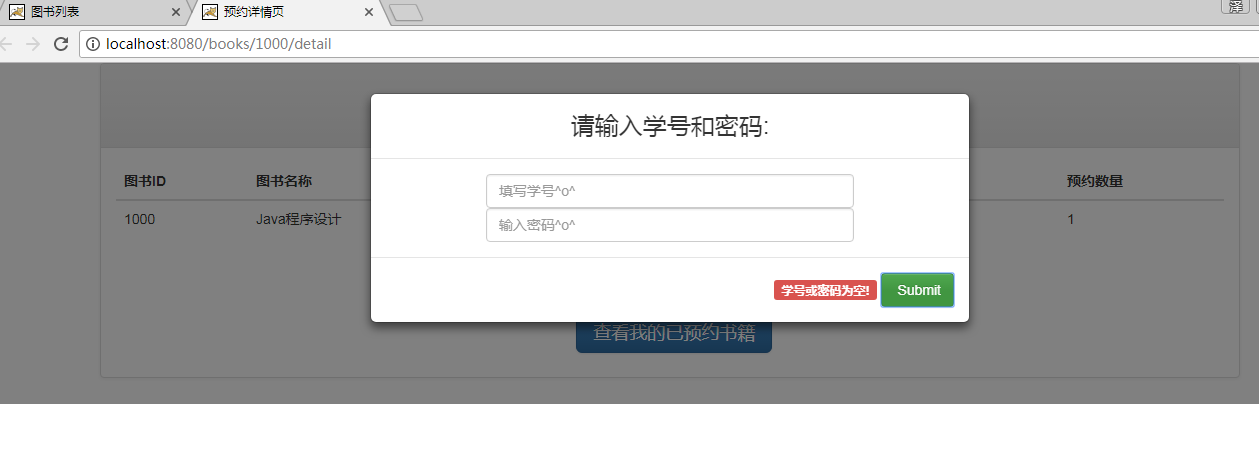 图书列表
预约详情页
泽
localhost:8080/books/1000/detail
请输入学号和密码:
图书ID
图书名称
预约数量
填写学号^o^
1000
Java程序设计
1
输入密码^o^
学号或密码为空!
Submit
查看我的已预约书籍